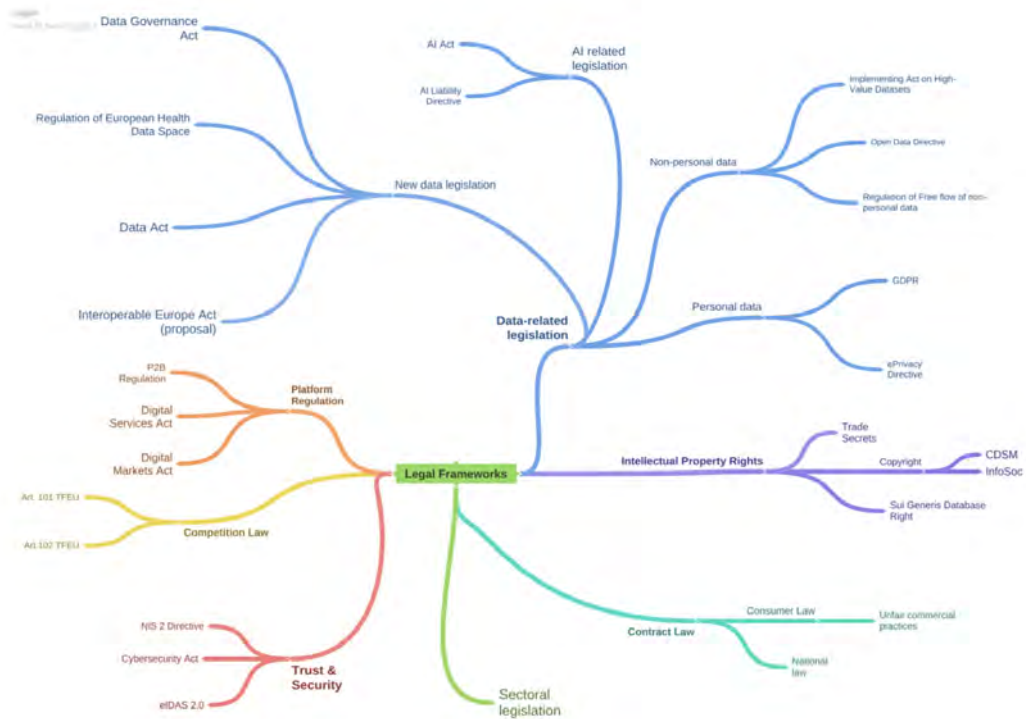 Data Governance
Act
AI Act
AI related
legislation
AI Liability
Directive
Implementing Act on High-
Value Datasets
Regulation of European Health
Data Space
Open Data Directive
Non-personal data
New data legislation
Regulation of Free flow of non-
personal data
Data Act
GDPR
Interoperable Europe Act
(proposal)
Data-related
legislation
Personal data
ePrivacy
Directive
P2B
Regulation
Platform
Regulation
Digital
Services Act
Digital
Markets Act
Trade
Secrets
Legal Frameworks
Intellectual Property Rights
Copyright
CDSM
InfoSoc
Sui Generis Database
Right
Art. 101 TFEU
Competition Law
Art.102 TFEU
Consumer Law
Unfair commercial
practices
Contract Law
National
law
NIS 2 Directive
Cybersecurity Act
Trust &
Security
eIDAS 2.0
Sectoral
legislation